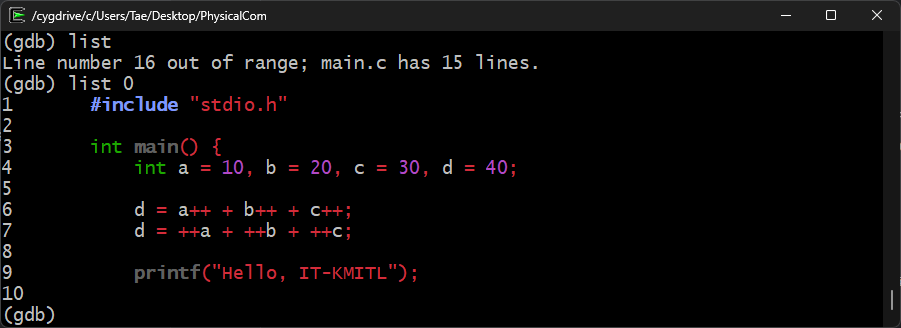 /cygdrive/c/Users/Tae/Desktop/PhysicalCom
(gdb) list
Line number 16 out of range; main.c has 15 lines.
(gdb) list 0
1       #include "stdio.h"
2
3       int main() {
4           int a = 10, b = 20, c = 30, d = 40;
5
6           d = a++ + b++ + c++;
7           d = ++a + ++b + ++c;
8
9           printf("Hello, IT-KMITL");
10
(gdb)